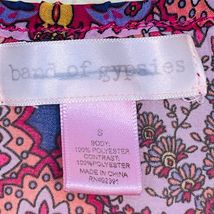 band of gypsies
S
BODY:
100% POLYESTER
CONTRAST:
100% POLYESTER
MADE IN CHINA